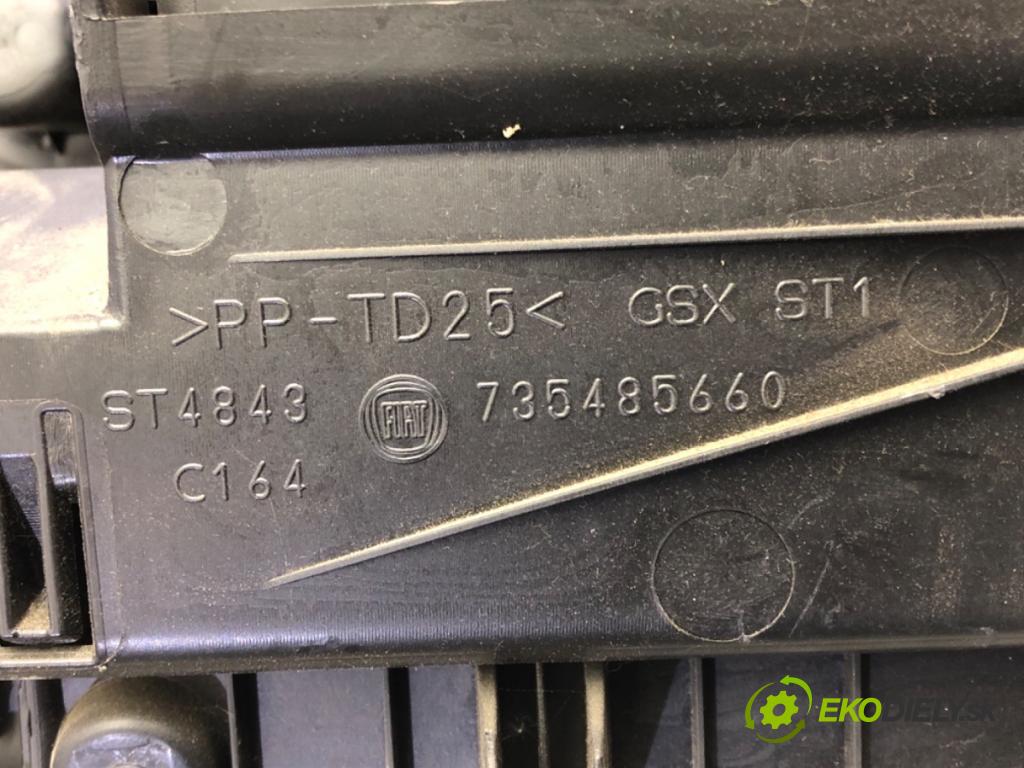 >PP-TD25< GSX ST1
ST4843 FIAT 735485660
C164
EKODIELY.SK